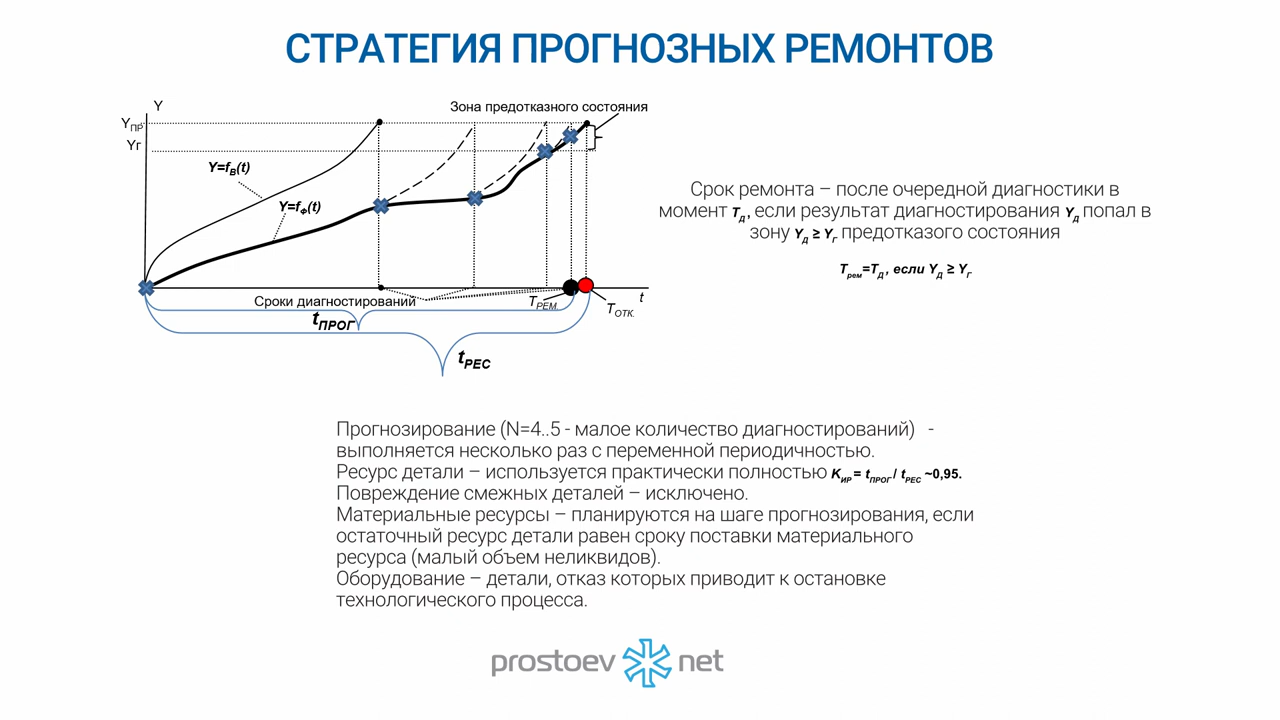 СТРАТЕГИЯ ПРОГНОЗНЫХ РЕМОНТОВ
Y
Зона предотказного состояния
YПР
YГ
Y=fВ(t)
Y=fФ(t)
Сроки диагностирований
TРЕМ.
TОТК.
t
tПРОГ
tРЕС
Срок ремонта – после очередной диагностики в
момент TД, если результат диагностирования YД попал в
зону YД ≥ YГ предотказого состояния
Tрем=TД, если YД ≥ YГ
Прогнозирование (N=4..5 - малое количество диагностирований) -
выполняется несколько раз с переменной периодичностью.
Ресурс детали – используется практически полностью KИР = tПРОГ / tРЕС ~0,95.
Повреждение смежных деталей – исключено.
Материальные ресурсы – планируются на шаге прогнозирования, если
остаточный ресурс детали равен сроку поставки материального
ресурса (малый объем неликвидов).
Оборудование – детали, отказ которых приводит к остановке
технологического процесса.
prostoev net